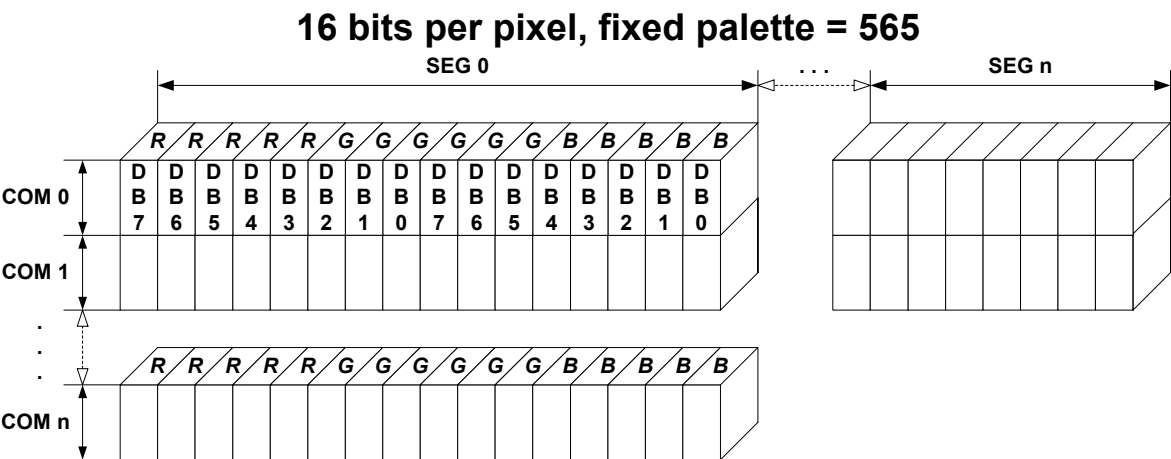 16 bits per pixel, fixed palette = 565
SEG 0 . . . SEG n
R R R R R G G G G G G B B B B B
COM 0
D D D D D D D D D D D D D D D D
B B B B B B B B B B B B B B B B
7 6 5 4 3 2 1 0 7 6 5 4 3 2 1 0
COM 1
.
.
.
R R R R R G G G G G G B B B B B
COM n